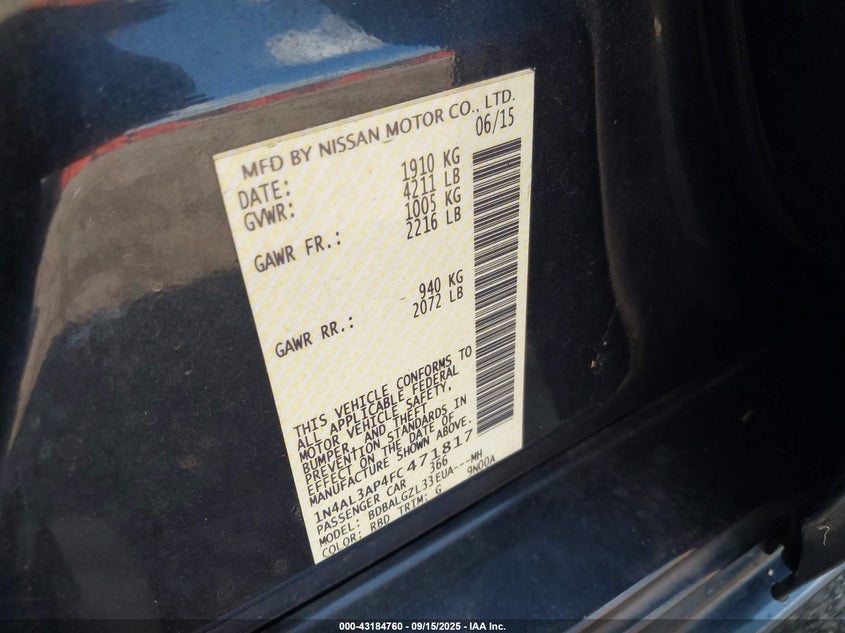 MFD BY NISSAN MOTOR CO., LTD.
DATE: 06/15
GVWR: 1910 KG
4211 LB
GAWR FR.: 1005 KG
2216 LB
GAWR RR.: 940 KG
2072 LB
THIS VEHICLE CONFORMS TO
ALL APPLICABLE FEDERAL
MOTOR VEHICLE SAFETY,
BUMPER, AND THEFT
PREVENTION STANDARDS IN
EFFECT ON THE DATE OF
MANUFACTURE SHOWN ABOVE.
1N4AL3AP4FC471817
PASSENGER CAR 366
MODEL: BDBALGZL33EUA---MH
COLOR: RBD TRIM: G 9N00A
000-43184760 - 09/15/2025 - IAA Inc.